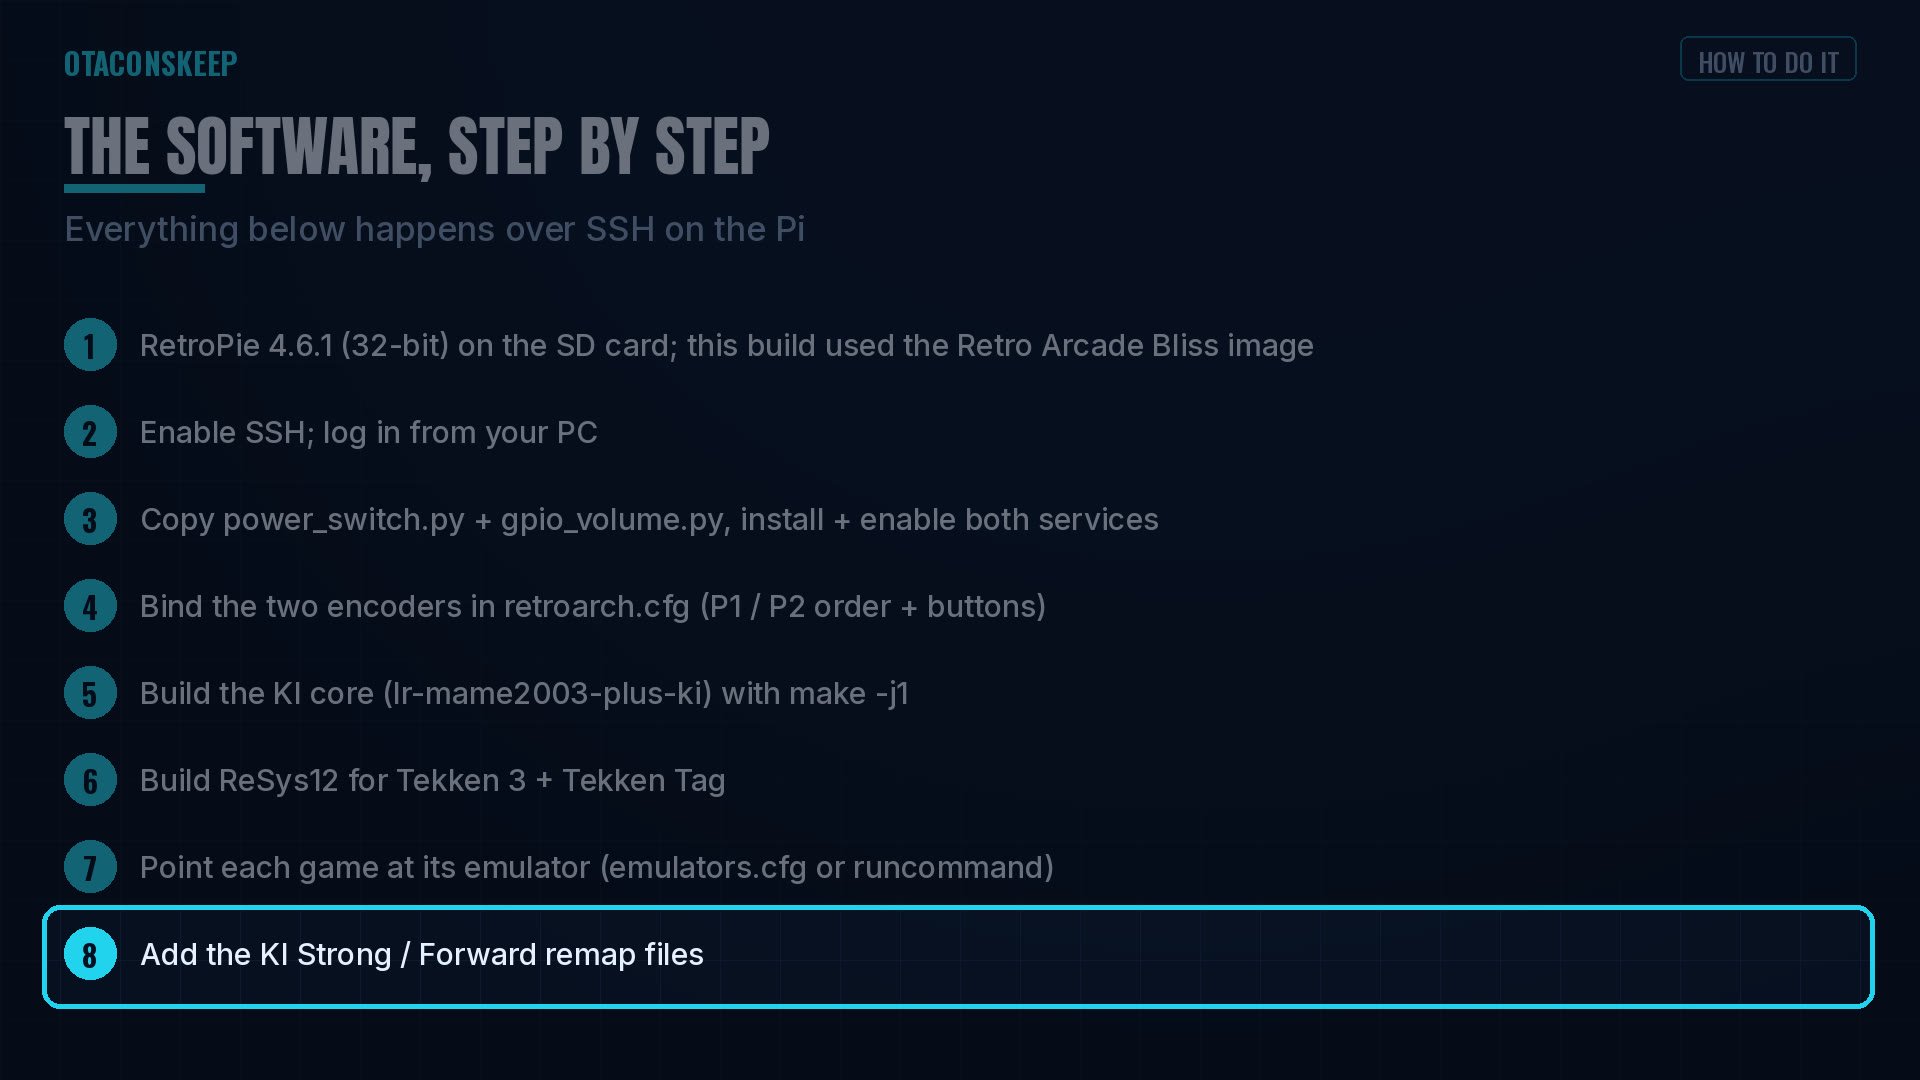 OTACONSKEEP
HOW TO DO IT
THE SOFTWARE, STEP BY STEP
Everything below happens over SSH on the Pi
1 RetroPie 4.6.1 (32-bit) on the SD card; this build used the Retro Arcade Bliss image
2 Enable SSH; log in from your PC
3 Copy power_switch.py + gpio_volume.py, install + enable both services
4 Bind the two encoders in retroarch.cfg (P1 / P2 order + buttons)
5 Build the KI core (lr-mame2003-plus-ki) with make -j1
6 Build ReSys12 for Tekken 3 + Tekken Tag
7 Point each game at its emulator (emulators.cfg or runcommand)
8 Add the KI Strong / Forward remap files